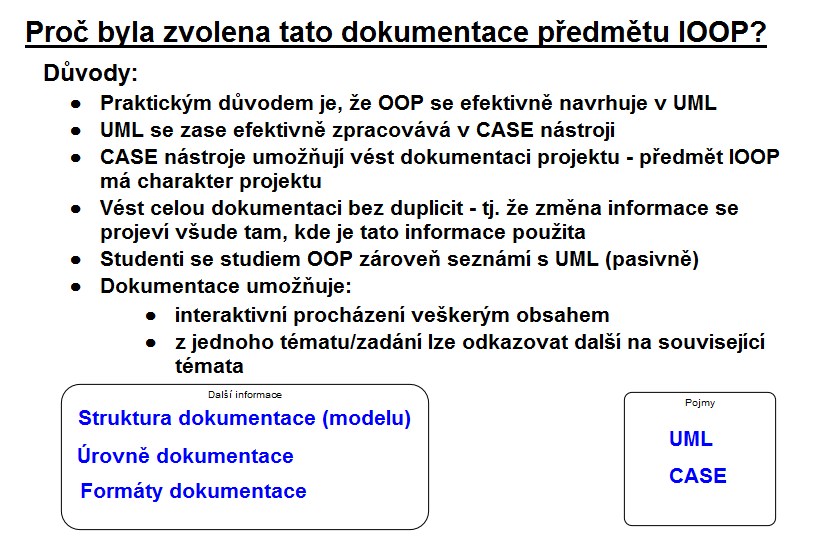 Proč byla zvolena tato dokumentace předmětu IOOP?
Důvody:
● Praktickým důvodem je, že OOP se efektivně navrhuje v UML
● UML se zase efektivně zpracovává v CASE nástroji
● CASE nástroje umožňují vést dokumentaci projektu - předmět IOOP
má charakter projektu
● Vést celou dokumentaci bez duplicit - tj. že změna informace se
projeví všude tam, kde je tato informace použita
● Studenti se studiem OOP zároveň seznámí s UML (pasivně)
● Dokumentace umožňuje:
● interaktivní procházení veškerým obsahem
● z jednoho tématu/zadání lze odkazovat další na související
témata
Další informace
Struktura dokumentace (modelu)
Úrovně dokumentace
Formáty dokumentace
Pojmy
UML
CASE